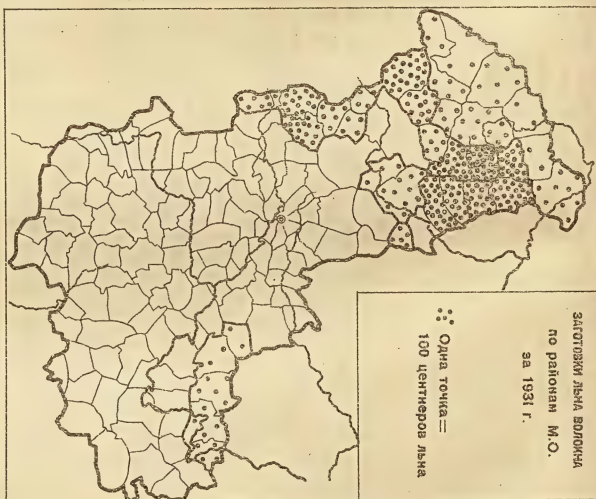 ЗАГОТОВКИ ЛЬНА ВОЛОКНА
по районам М.О.
за 1931 г.
Одна точка=
100 центнеров льна